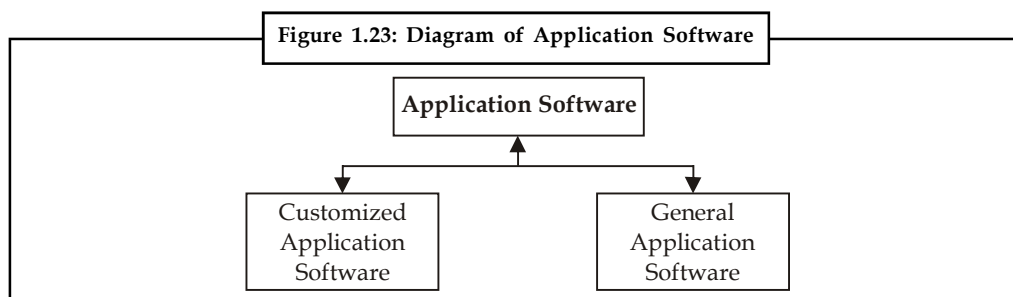 Figure 1.23: Diagram of Application Software
Application Software
Customized
Application
Software
General
Application
Software